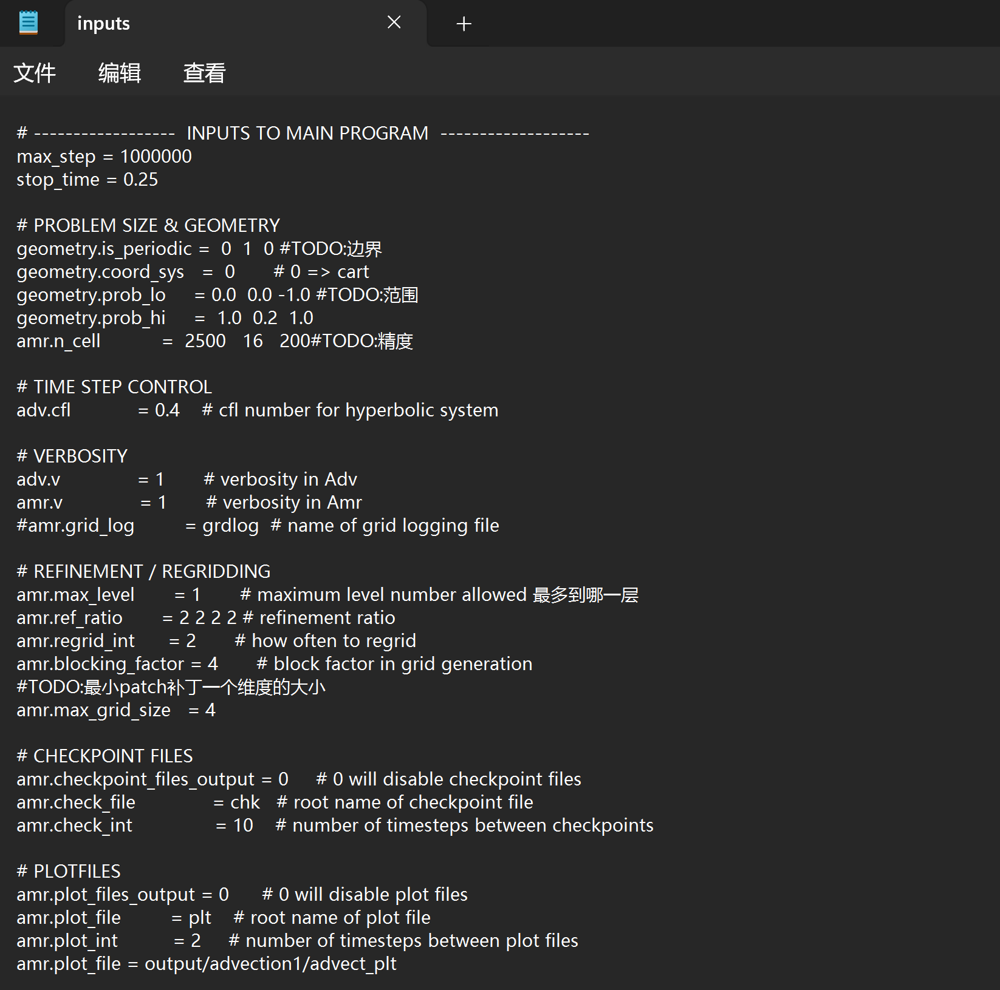 inputs
文件 编辑 查看
# ------------------ INPUTS TO MAIN PROGRAM -------------------
max_step = 1000000
stop_time = 0.25
# PROBLEM SIZE & GEOMETRY
geometry.is_periodic = 0 1 0 #TODO:边界
geometry.coord_sys = 0 # 0 => cart
geometry.prob_lo = 0.0 0.0 -1.0 #TODO:范围
geometry.prob_hi = 1.0 0.2 1.0
amr.n_cell = 2500 16 200#TODO:精度
# TIME STEP CONTROL
adv.cfl = 0.4 # cfl number for hyperbolic system
# VERBOSITY
adv.v = 1 # verbosity in Adv
amr.v = 1 # verbosity in Amr
#amr.grid_log = grdlog # name of grid logging file
# REFINEMENT / REGRIDDING
amr.max_level = 1 # maximum level number allowed 最多到哪一层
amr.ref_ratio = 2 2 2 2 # refinement ratio
amr.regrid_int = 2 # how often to regrid
amr.blocking_factor = 4 # block factor in grid generation
#TODO:最小patch补丁一个维度的大小
amr.max_grid_size = 4
# CHECKPOINT FILES
amr.checkpoint_files_output = 0 # 0 will disable checkpoint files
amr.check_file = chk # root name of checkpoint file
amr.check_int = 10 # number of timesteps between checkpoints
# PLOTFILES
amr.plot_files_output = 0 # 0 will disable plot files
amr.plot_file = plt # root name of plot file
amr.plot_int = 2 # number of timesteps between plot files
amr.plot_file = output/advection1/advect_plt